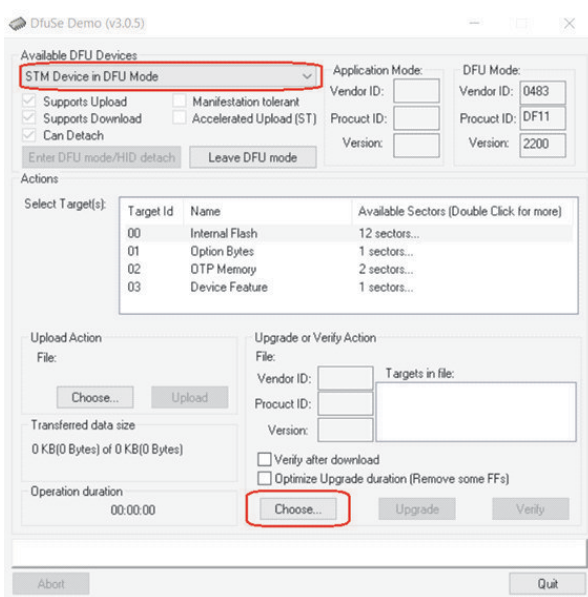 DfuSe Demo (v3.0.5)
Available DFU Devices
STM Device in DFU Mode
Supports Upload
Manifestation tolerant
Supports Download
Accelerated Upload (ST)
Can Detach
Enter DFU mode/HID detach
Leave DFU mode
Application Mode:
Vendor ID:
Procuct ID:
Version:
DFU Mode:
Vendor ID: 0483
Procuct ID: DF11
Version: 2200
Actions
Select Target(s):
Target Id Name Available Sectors (Double Click for more)
00 Internal Flash 12 sectors...
01 Option Bytes 1 sectors...
02 OTP Memory 2 sectors...
03 Device Feature 1 sectors...
Upload Action
File:
Choose... Upload
Transferred data size
0 KB(0 Bytes) of 0 KB(0 Bytes)
Operation duration
00:00:00
Upgrade or Verify Action
File:
Vendor ID:
Procuct ID:
Version:
Targets in file:
Verify after download
Optimize Upgrade duration (Remove some FFs)
Choose... Upgrade Verify
Abort Quit